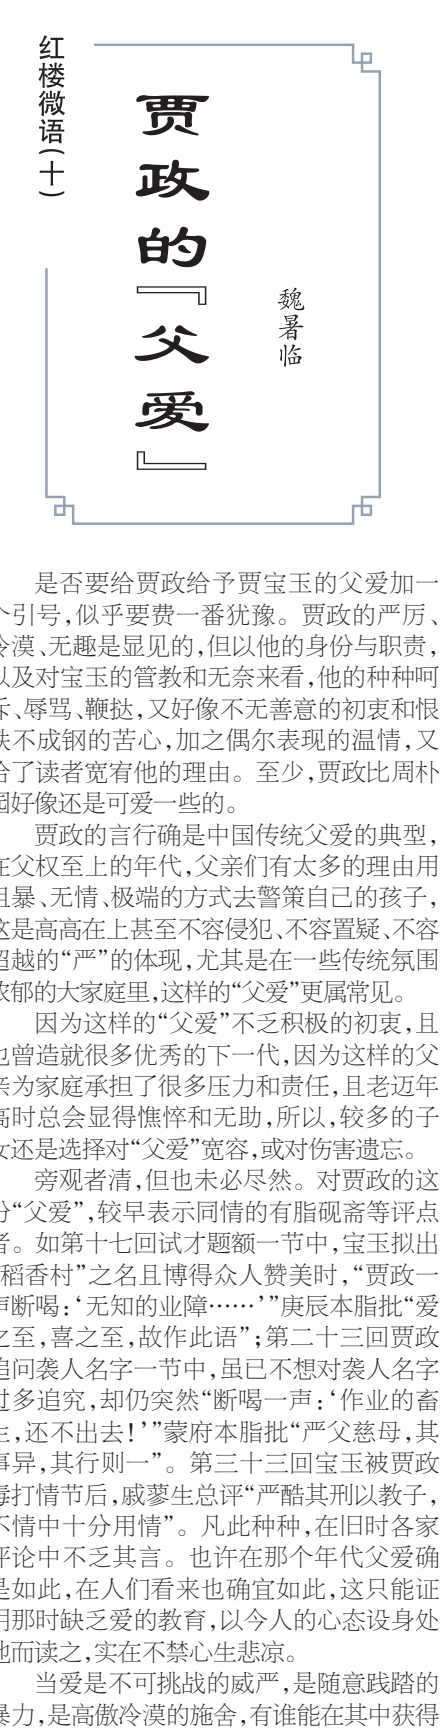 红楼微语(十)
贾政的『父爱』
魏暑临
是否要给贾政给予贾宝玉的父爱加一
个引号,似乎要费一番犹豫。贾政的严厉、
冷漠、无趣是显见的,但以他的身份与职责,
以及对宝玉的管教和无奈来看,他的种种呵
斥、辱骂、鞭挞,又好像不无善意的初衷和恨
铁不成钢的苦心,加之偶尔表现的温情,又
给了读者宽宥他的理由。至少,贾政比周朴
园好像还是可爱一些的。
贾政的言行确是中国传统父爱的典型,
在父权至上的年代,父亲们有太多的理由用
粗暴、无情、极端的方式去警策自己的孩子,
这是高高在上甚至不容侵犯、不容置疑、不容
超越的“严”的体现,尤其是在一些传统氛围
浓郁的大家庭里,这样的“父爱”更属常见。
因为这样的“父爱”不乏积极的初衷,且
也曾造就很多优秀的下一代,因为这样的父
亲为家庭承担了很多压力和责任,且老迈年
高时总会显得憔悴和无助,所以,较多的子
女还是选择对“父爱”宽容,或对伤害遗忘。
旁观者清,但也未必尽然。对贾政的这
份“父爱”,较早表示同情的有脂砚斋等评点
者。如第十七回试才题额一节中,宝玉拟出
“稻香村”之名且博得众人赞美时,“贾政一
声断喝:‘无知的业障……’”庚辰本脂批“爱
之至,喜之至,故作此语”;第二十三回贾政
追问袭人名字一节中,虽已不想对袭人名字
过多追究,却仍突然“断喝一声:‘作业的畜
生,还不出去!’”蒙府本脂批“严父慈母,其
事异,其行则一”。第三十三回宝玉被贾政
毒打情节后,戚蓼生总评“严酷其刑以教子,
不情中十分用情”。凡此种种,在旧时各家
评论中不乏其言。也许在那个年代父爱确
是如此,在人们看来也确宜如此,这只能证
明那时缺乏爱的教育,以今人的心态设身处
地而读之,实在不禁心生悲凉。
当爱是不可挑战的威严,是随意践踏的
暴力,是高傲冷漠的施舍,有谁能在其中获得